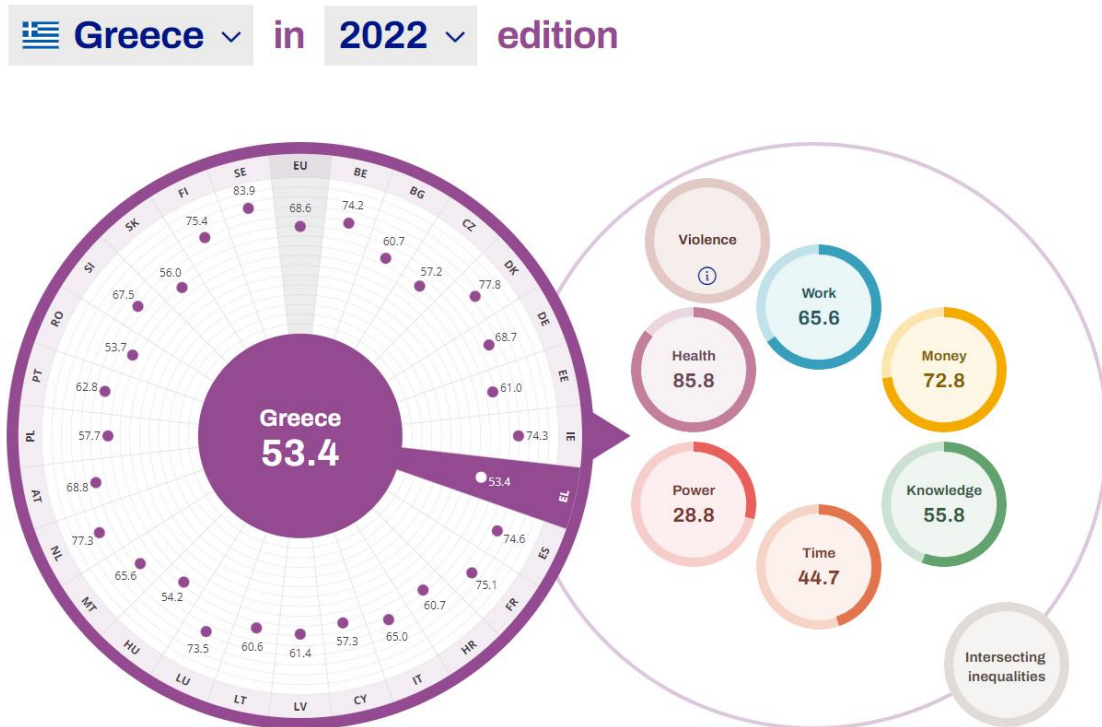 Greece in 2022 edition
EU
68.6
BE
74.2
BG
60.7
CZ
57.2
DK
77.8
DE
68.7
EE
61.0
IE
74.3
EL
53.4
ES
74.6
FR
75.1
HR
60.7
IT
65.0
CY
57.3
LV
61.4
LT
60.6
LU
73.5
HU
54.2
MT
65.6
NL
77.3
AT
68.8
PL
57.7
PT
62.8
RO
53.7
SI
67.5
SK
56.0
FI
75.4
SE
83.9
Greece
53.4
Violence
i
Work
65.6
Health
85.8
Money
72.8
Power
28.8
Knowledge
55.8
Time
44.7
Intersecting
inequalities